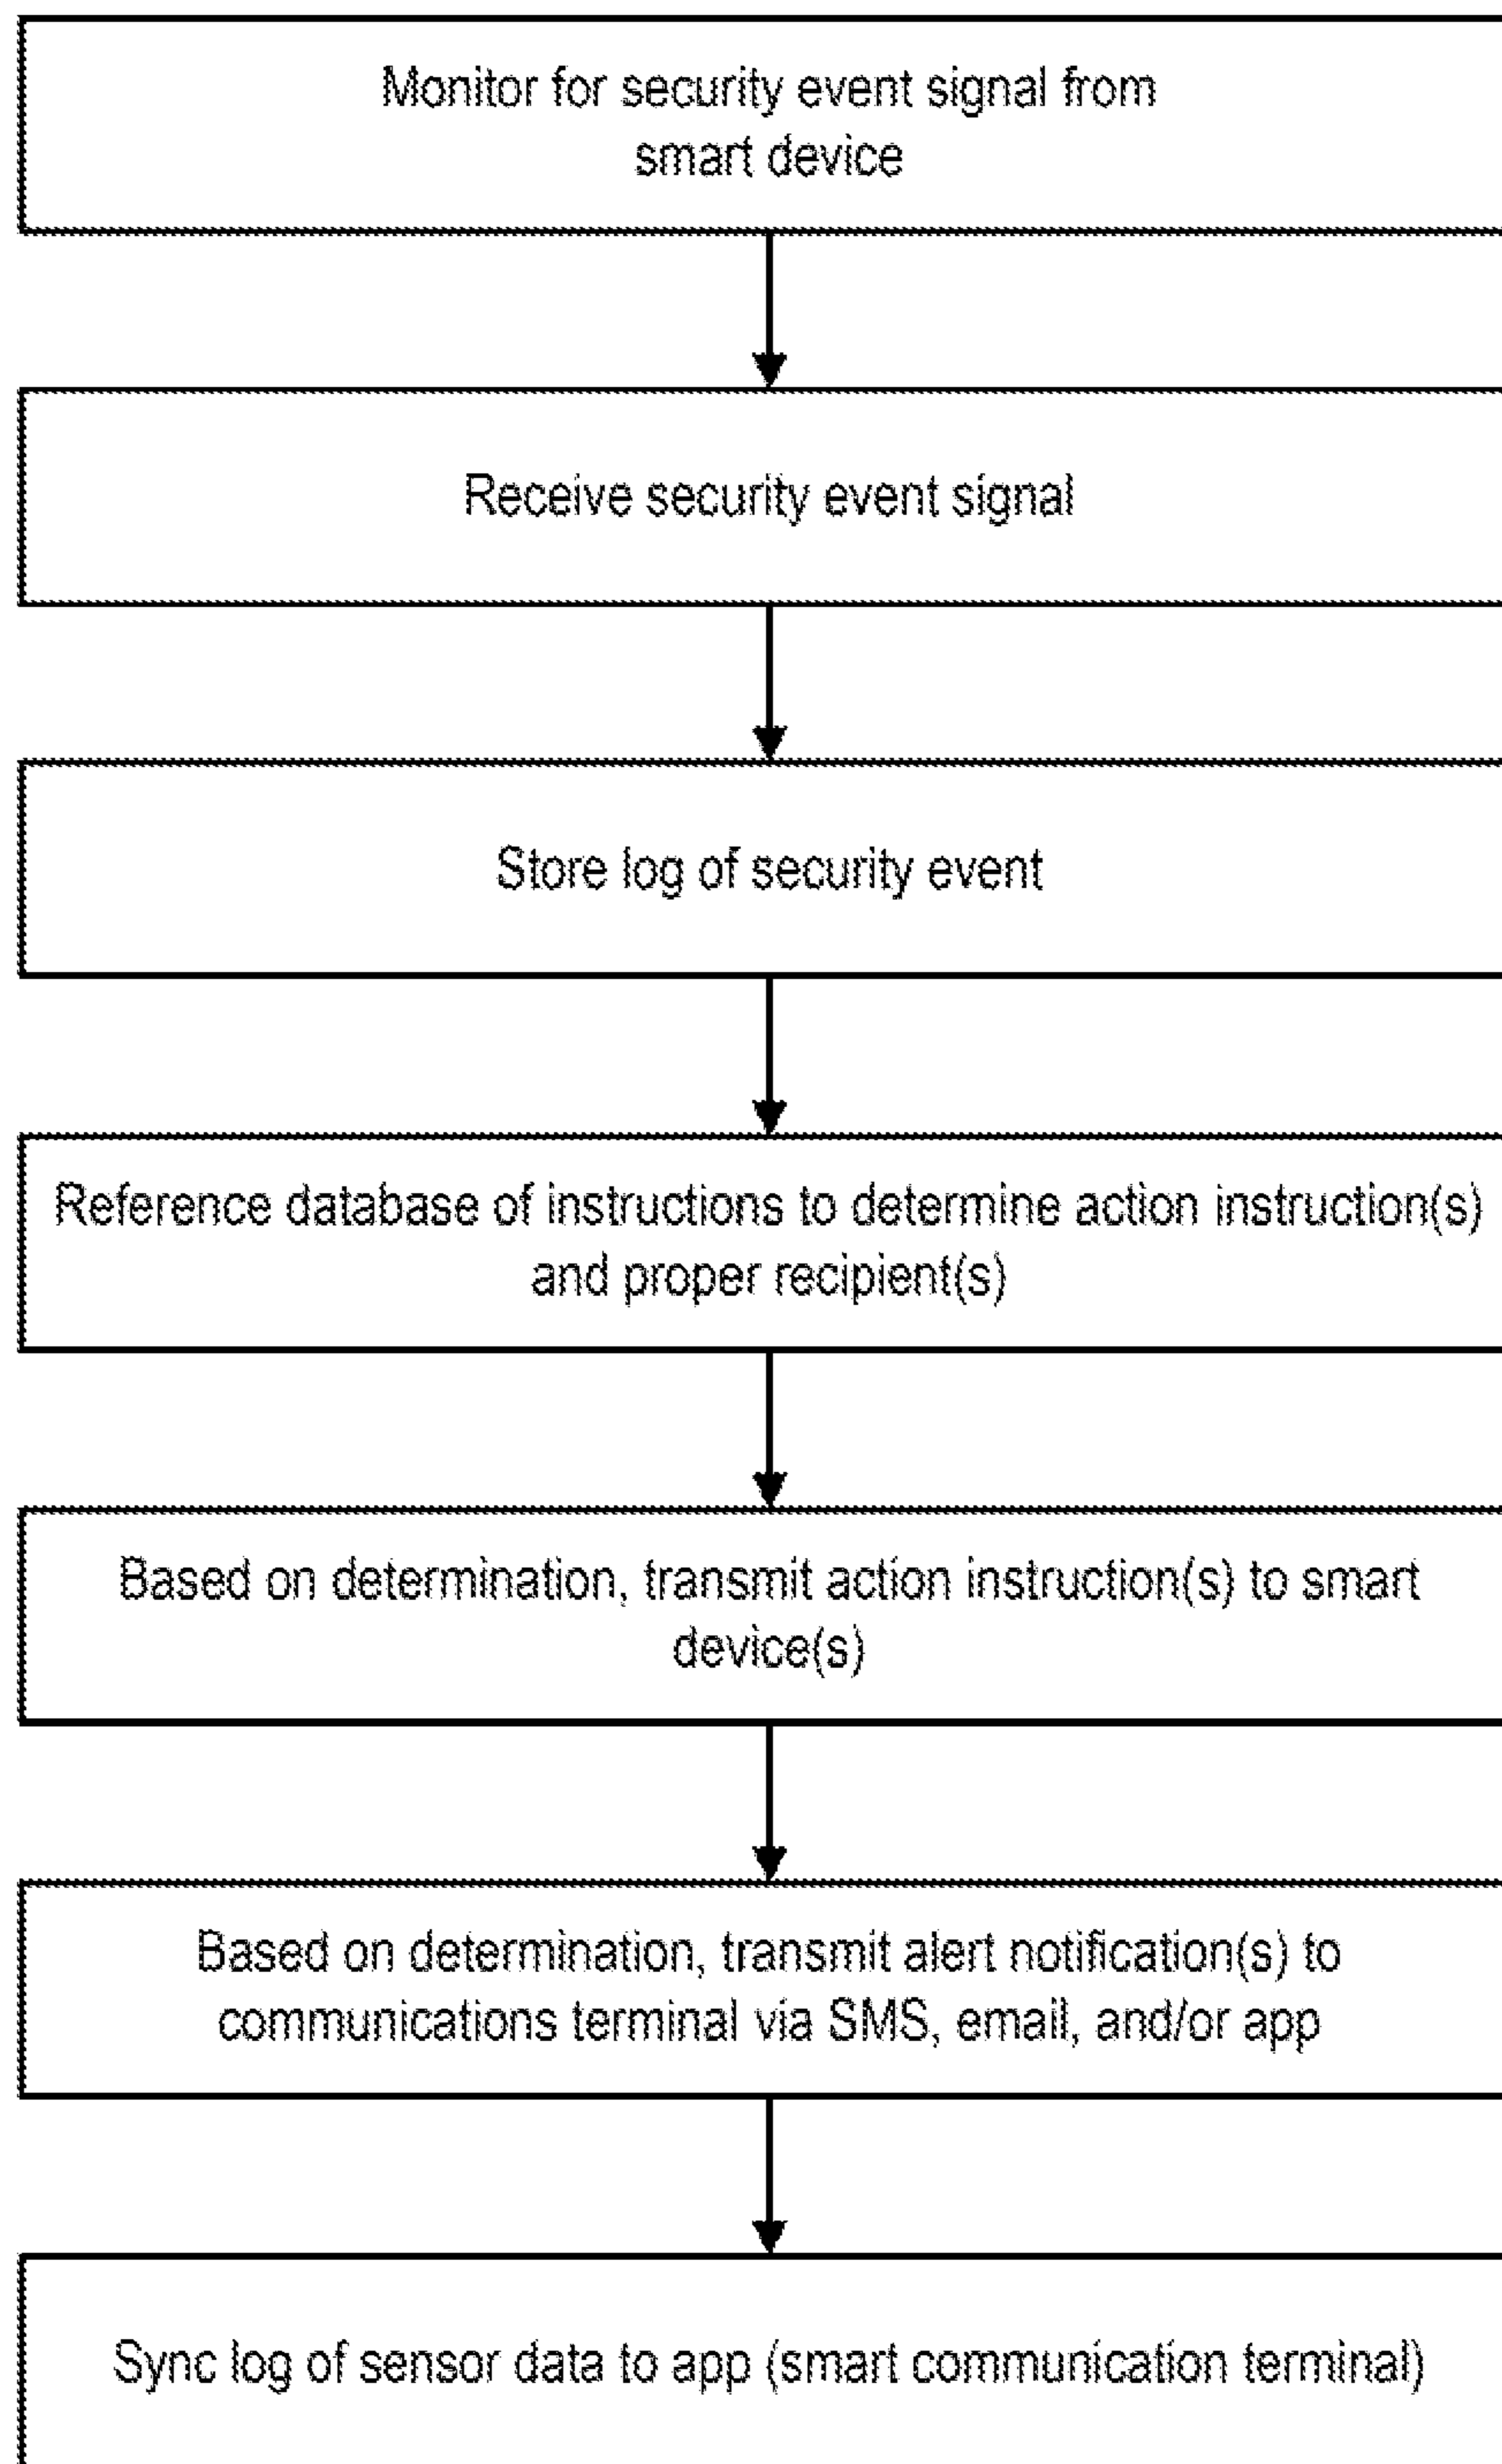 Monitor for security event signal from
smart device
Receive security event signal
Store log of security event
Reference database of instructions to determine action instruction(s)
and proper recipient(s)
Based on determination, transmit action instruction(s) to smart
device(s)
Based on determination, transmit alert notification(s) to
communications terminal via SMS, email, and/or app
Sync log of sensor data to app (smart communication terminal)